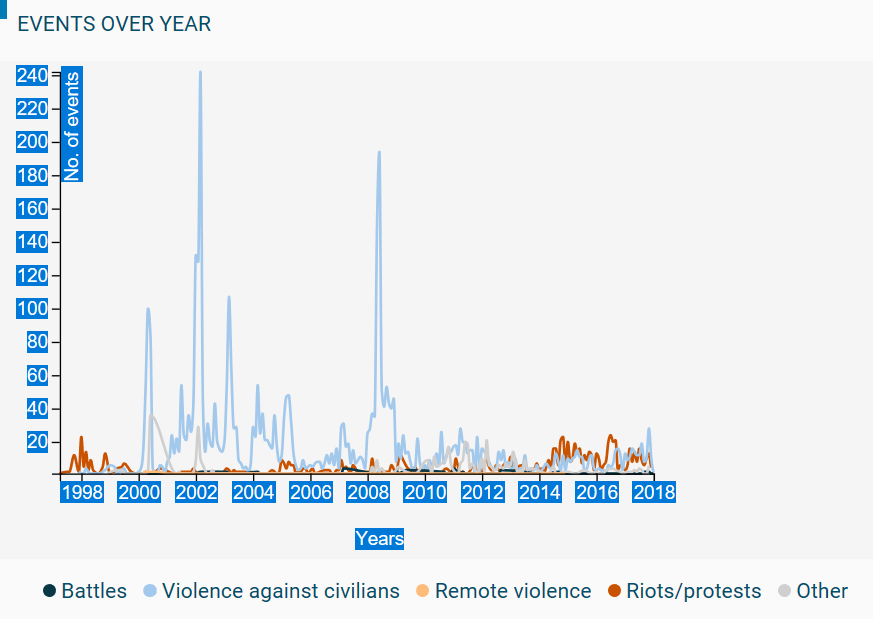 EVENTS OVER YEAR
240
No. of events
220
200
180
160
140
120
100
80
60
40
20
1998 2000 2002 2004 2006 2008 2010 2012 2014 2016 2018
Years
Battles Violence against civilians Remote violence Riots/protests Other